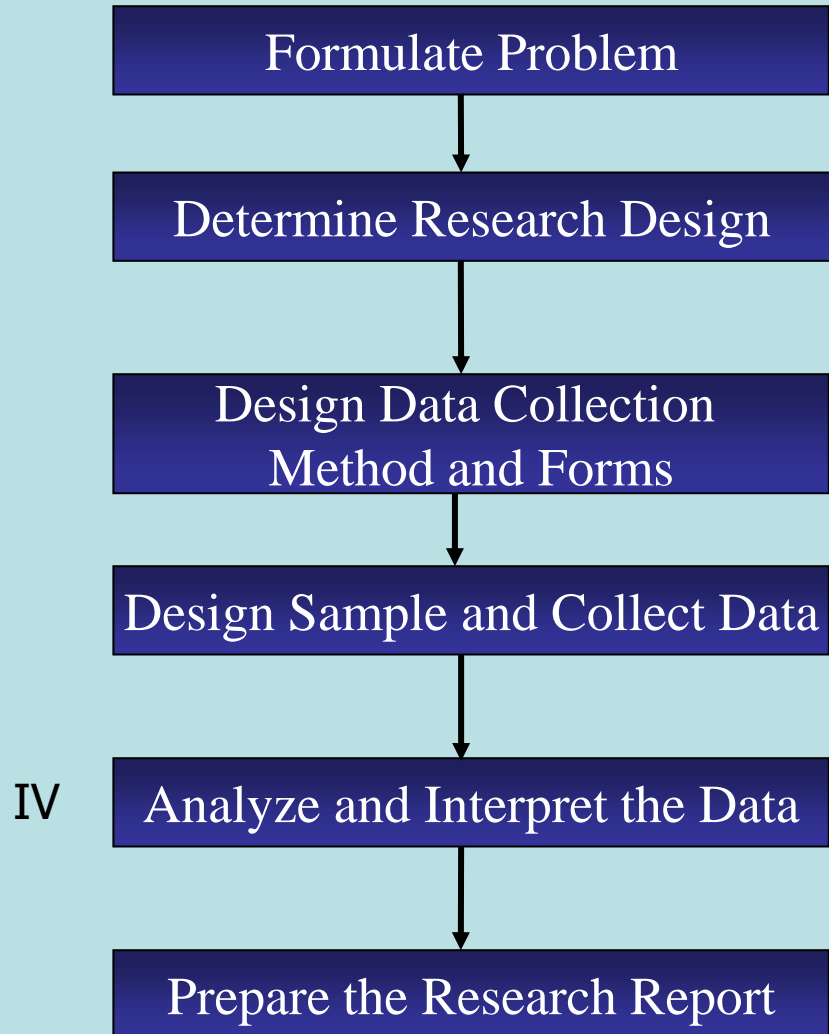 Formulate Problem
Determine Research Design
Design Data Collection
Method and Forms
Design Sample and Collect Data
IV
Analyze and Interpret the Data
Prepare the Research Report